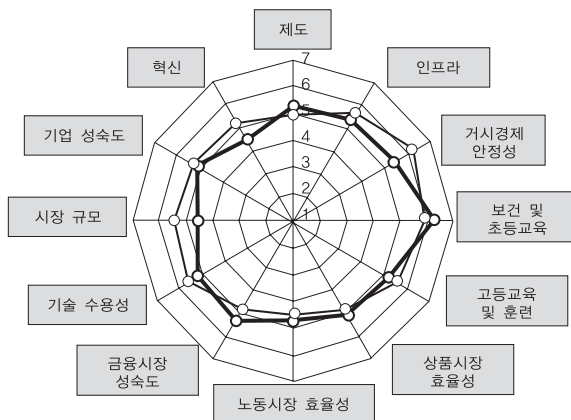 제도
인프라
거시경제
안정성
보건 및
초등교육
고등교육
및 훈련
상품시장
효율성
노동시장 효율성
금융시장
성숙도
기술 수용성
시장 규모
기업 성숙도
혁신
7
6
5
4
3
2
1